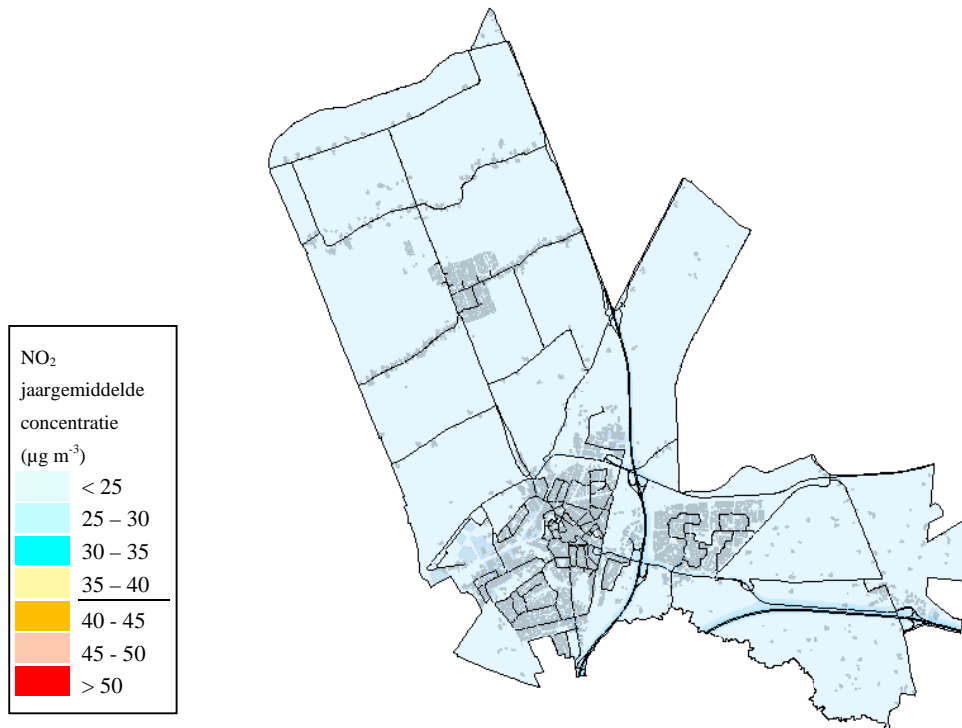 NO₂
jaargemiddelde
concentratie
(µg m⁻³)
< 25
25 – 30
30 – 35
35 – 40
40 - 45
45 - 50
> 50